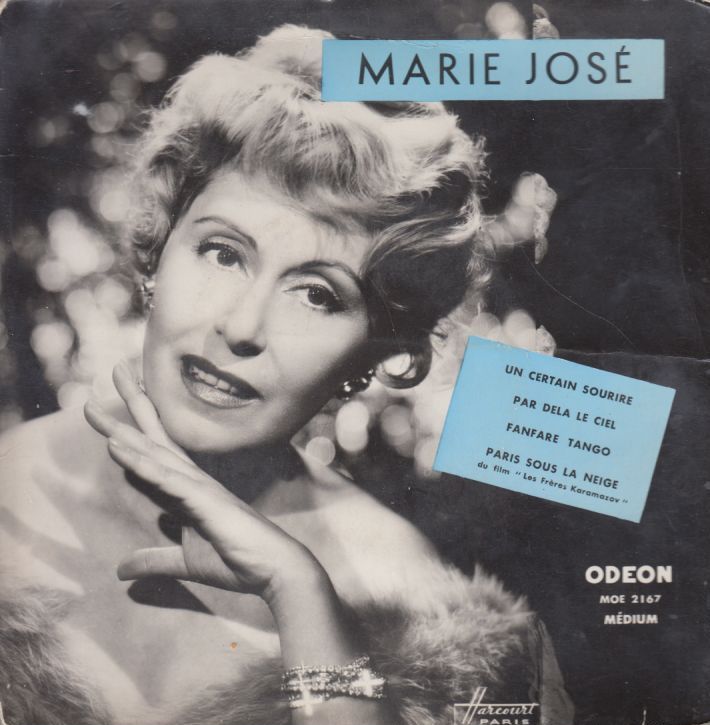 MARIE JOSÉ
UN CERTAIN SOURIRE
PAR DELA LE CIEL
FANFARE TANGO
PARIS SOUS LA NEIGE
du film "Les Frères Karamazov"
ODEON
MOE 2167
MÉDIUM
Harcourt
PARIS